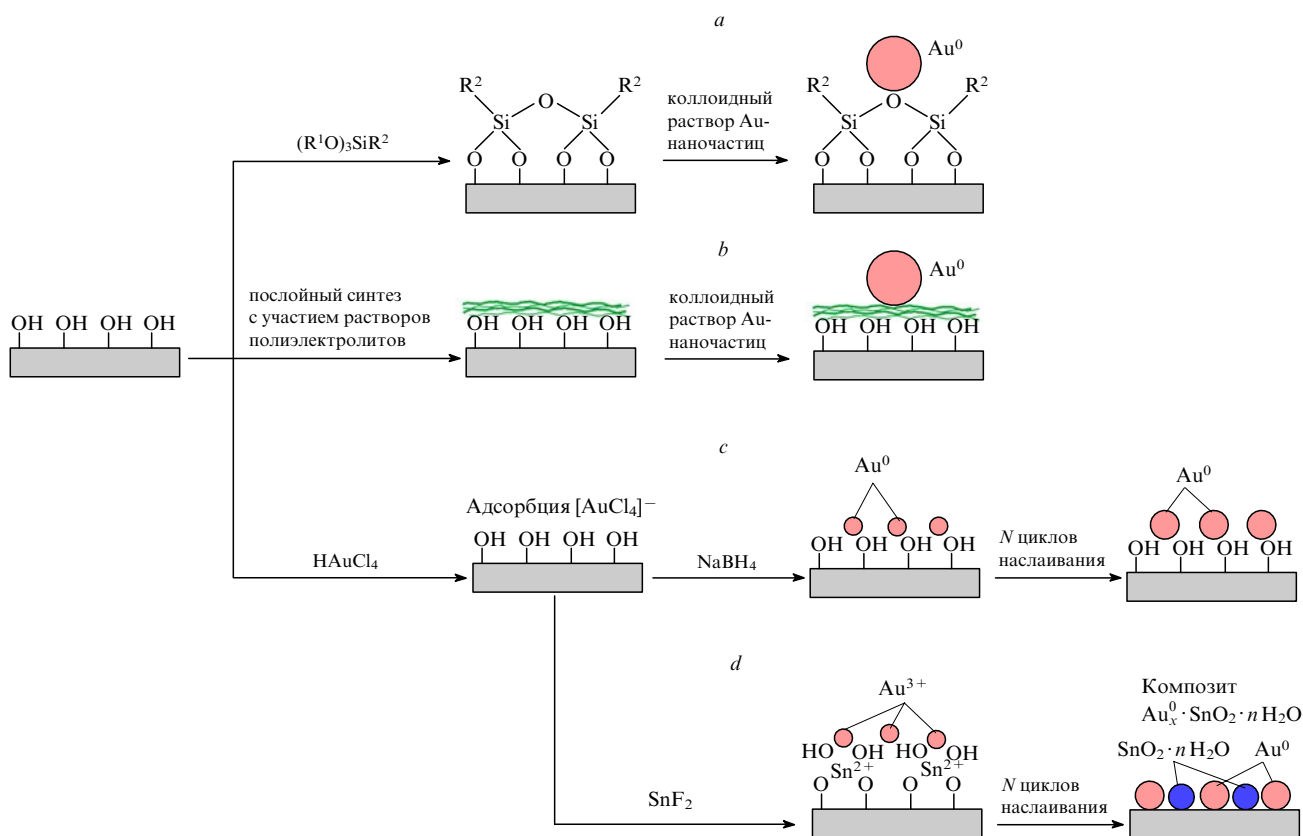 a
Au⁰
R² O R²
Si Si
O O O O
(R¹O)₃SiR²
коллоидный
раствор Au-
наночастиц
R² O R²
Si Si
O O O O
b
Au⁰
OH OH OH OH
послойный синтез
с участием растворов
полиэлектролитов
OH OH OH OH
коллоидный
раствор Au-
наночастиц
OH OH OH OH
c
Au⁰
Au⁰
Адсорбция [AuCl₄]⁻
OH OH OH OH
HAuCl₄
NaBH₄
OH OH OH OH
N циклов
наслаивания
OH OH OH OH
d
Au³⁺
HO OH HO OH
Sn²⁺ Sn²⁺
O O O O
SnF₂
N циклов
наслаивания
Композит
Au⁰ₓ · SnO₂ · n H₂O
SnO₂ · n H₂O Au⁰